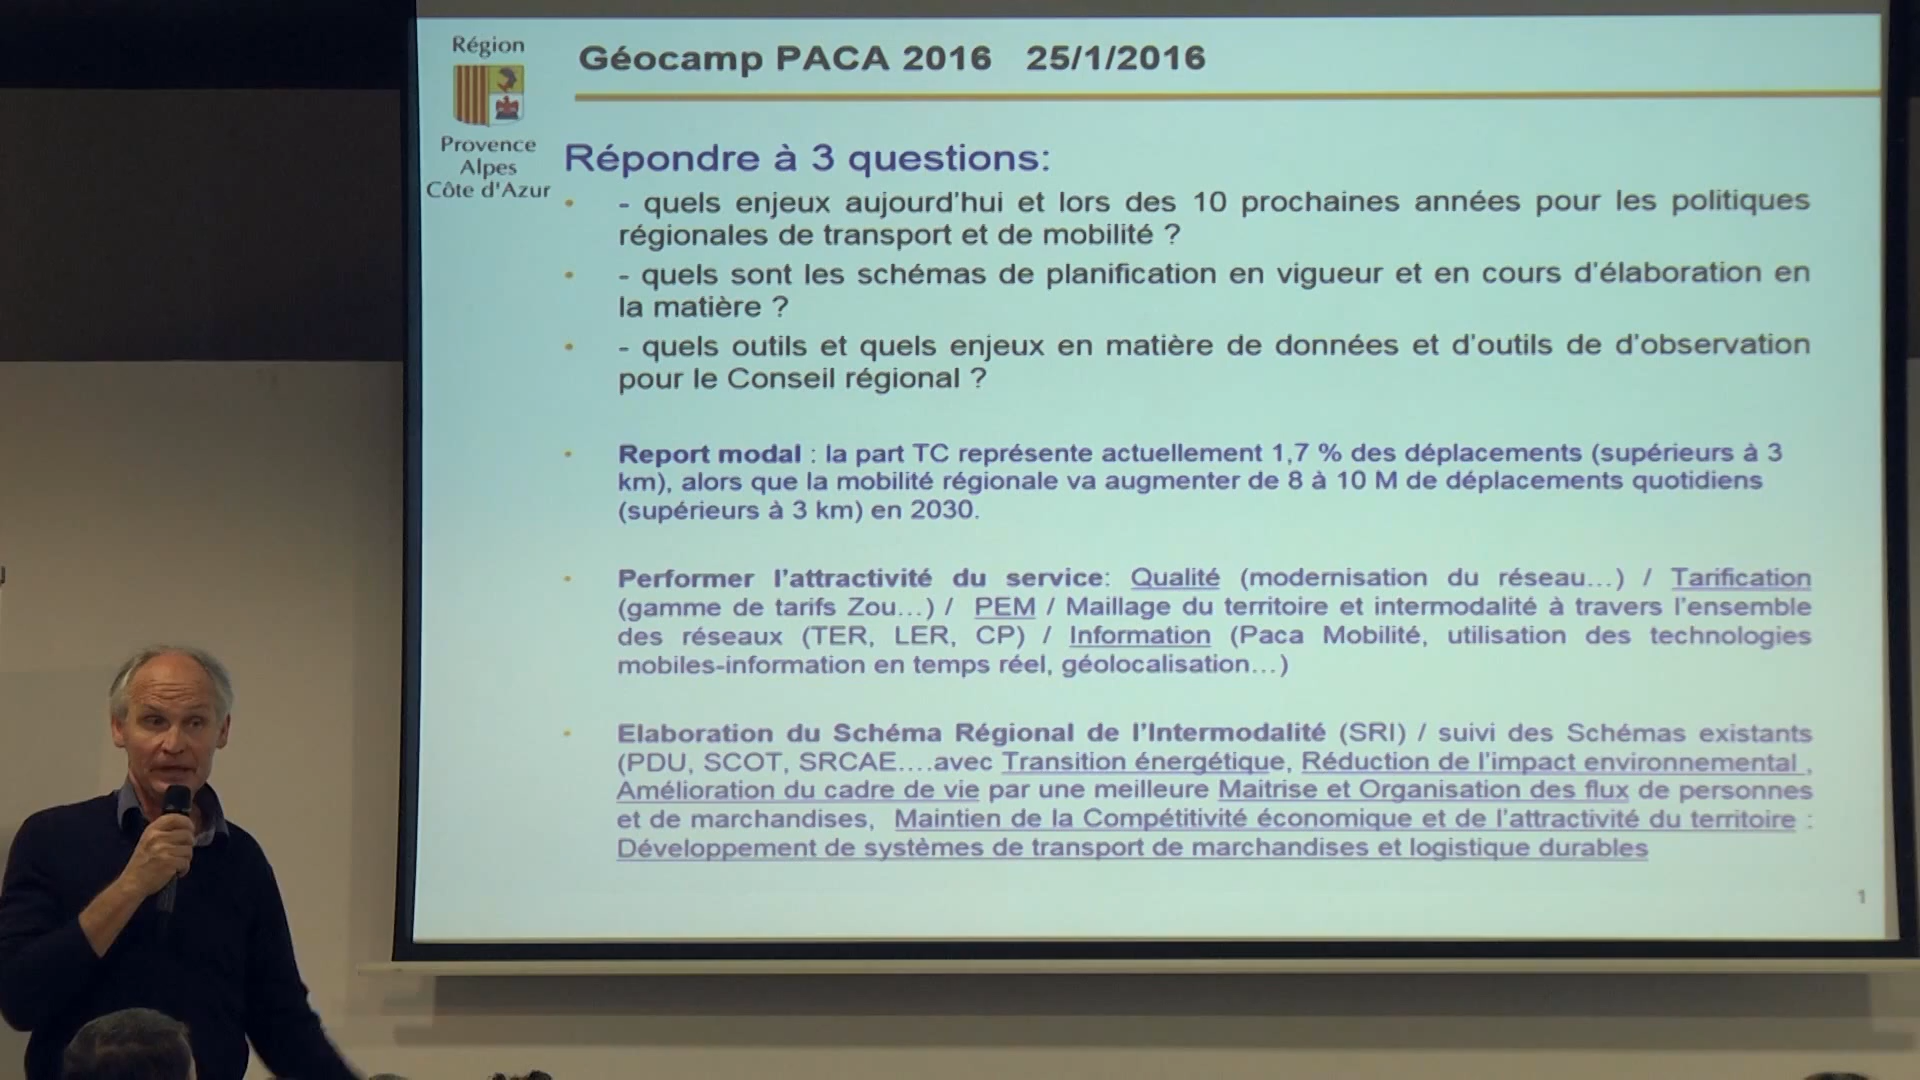 Région
Provence
Alpes
Côte d'Azur
Géocamp PACA 2016 25/1/2016
Répondre à 3 questions:
• - quels enjeux aujourd'hui et lors des 10 prochaines années pour les politiques
régionales de transport et de mobilité ?
• - quels sont les schémas de planification en vigueur et en cours d'élaboration en
la matière ?
• - quels outils et quels enjeux en matière de données et d'outils de d'observation
pour le Conseil régional ?
• Report modal : la part TC représente actuellement 1,7 % des déplacements (supérieurs à 3
km), alors que la mobilité régionale va augmenter de 8 à 10 M de déplacements quotidiens
(supérieurs à 3 km) en 2030.
• Performer l'attractivité du service: Qualité (modernisation du réseau...) / Tarification
(gamme de tarifs Zou...) / PEM / Maillage du territoire et intermodalité à travers l'ensemble
des réseaux (TER, LER, CP) / Information (Paca Mobilité, utilisation des technologies
mobiles-information en temps réel, géolocalisation...)
• Elaboration du Schéma Régional de l'Intermodalité (SRI) / suivi des Schémas existants
(PDU, SCOT, SRCAE....avec Transition énergétique, Réduction de l'impact environnemental ,
Amélioration du cadre de vie par une meilleure Maitrise et Organisation des flux de personnes
et de marchandises, Maintien de la Compétitivité économique et de l'attractivité du territoire :
Développement de systèmes de transport de marchandises et logistique durables
1